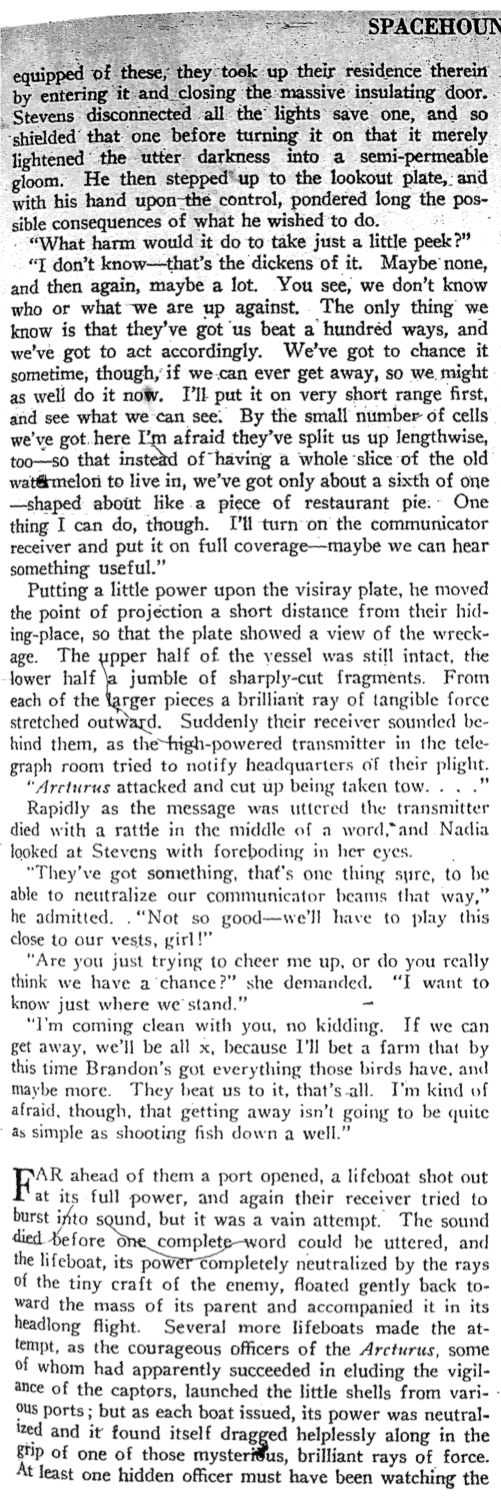 SPACEHOUN
equipped of these, they took up their residence therein
by entering it and closing the massive insulating door.
Stevens disconnected all the lights save one, and so
shielded that one before turning it on that it merely
lightened the utter darkness into a semi-permeable
gloom. He then stepped up to the lookout plate, and
with his hand upon the control, pondered long the pos-
sible consequences of what he wished to do.
"What harm would it do to take just a little peek?"
"I don't know—that's the dickens of it. Maybe none,
and then again, maybe a lot. You see, we don't know
who or what we are up against. The only thing we
know is that they've got us beat a hundred ways, and
we've got to act accordingly. We've got to chance it
sometime, though, if we can ever get away, so we might
as well do it now. I'll put it on very short range first,
and see what we can see. By the small number of cells
we've got here I'm afraid they've split us up lengthwise,
too—so that instead of having a whole slice of the old
watermelon to live in, we've got only about a sixth of one
—shaped about like a piece of restaurant pie. One
thing I can do, though. I'll turn on the communicator
receiver and put it on full coverage—maybe we can hear
something useful."
Putting a little power upon the visiray plate, he moved
the point of projection a short distance from their hid-
ing-place, so that the plate showed a view of the wreck-
age. The upper half of the vessel was still intact, the
lower half a jumble of sharply-cut fragments. From
each of the larger pieces a brilliant ray of tangible force
stretched outward. Suddenly their receiver sounded be-
hind them, as the high-powered transmitter in the tele-
graph room tried to notify headquarters of their plight.
"Arcturus attacked and cut up being taken tow. . . ."
Rapidly as the message was uttered the transmitter
died with a rattle in the middle of a word, and Nadia
looked at Stevens with foreboding in her eyes.
"They've got something, that's one thing sure, to be
able to neutralize our communicator beams that way,"
he admitted. "Not so good—we'll have to play this
close to our vests, girl!"
"Are you just trying to cheer me up, or do you really
think we have a chance?" she demanded. "I want to
know just where we stand."
"I'm coming clean with you, no kidding. If we can
get away, we'll be all x, because I'll bet a farm that by
this time Brandon's got everything those birds have, and
maybe more. They beat us to it, that's all. I'm kind of
afraid, though, that getting away isn't going to be quite
as simple as shooting fish down a well."
FAR ahead of them a port opened, a lifeboat shot out
at its full power, and again their receiver tried to
burst into sound, but it was a vain attempt. The sound
died before one complete word could be uttered, and
the lifeboat, its power completely neutralized by the rays
of the tiny craft of the enemy, floated gently back to-
ward the mass of its parent and accompanied it in its
headlong flight. Several more lifeboats made the at-
tempt, as the courageous officers of the Arcturus, some
of whom had apparently succeeded in eluding the vigil-
ance of the captors, launched the little shells from vari-
ous ports; but as each boat issued, its power was neutral-
ized and it found itself dragged helplessly along in the
grip of one of those mysterious, brilliant rays of force.
At least one hidden officer must have been watching the